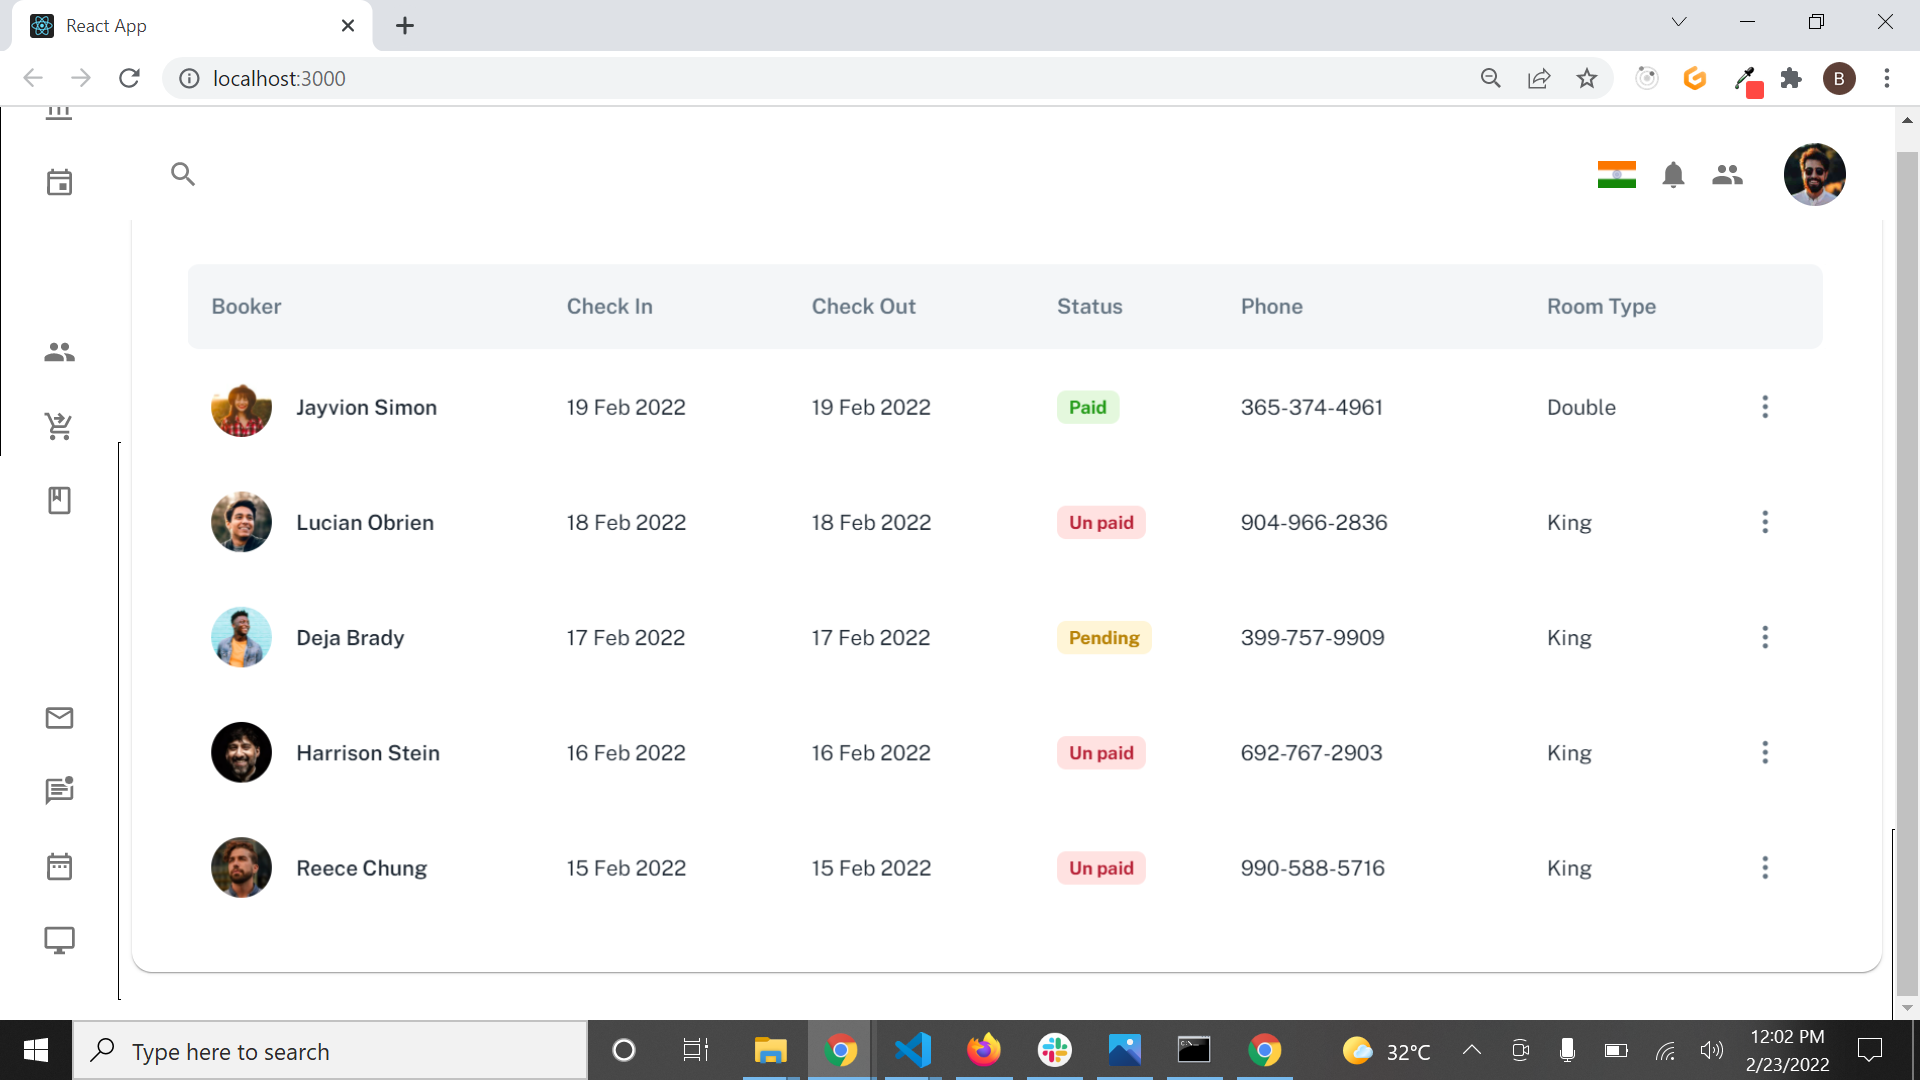 React App
localhost:3000
B
Booker Check In Check Out Status Phone Room Type
Jayvion Simon 19 Feb 2022 19 Feb 2022 Paid 365-374-4961 Double
Lucian Obrien 18 Feb 2022 18 Feb 2022 Un paid 904-966-2836 King
Deja Brady 17 Feb 2022 17 Feb 2022 Pending 399-757-9909 King
Harrison Stein 16 Feb 2022 16 Feb 2022 Un paid 692-767-2903 King
Reece Chung 15 Feb 2022 15 Feb 2022 Un paid 990-588-5716 King
Type here to search
32°C
12:02 PM
2/23/2022